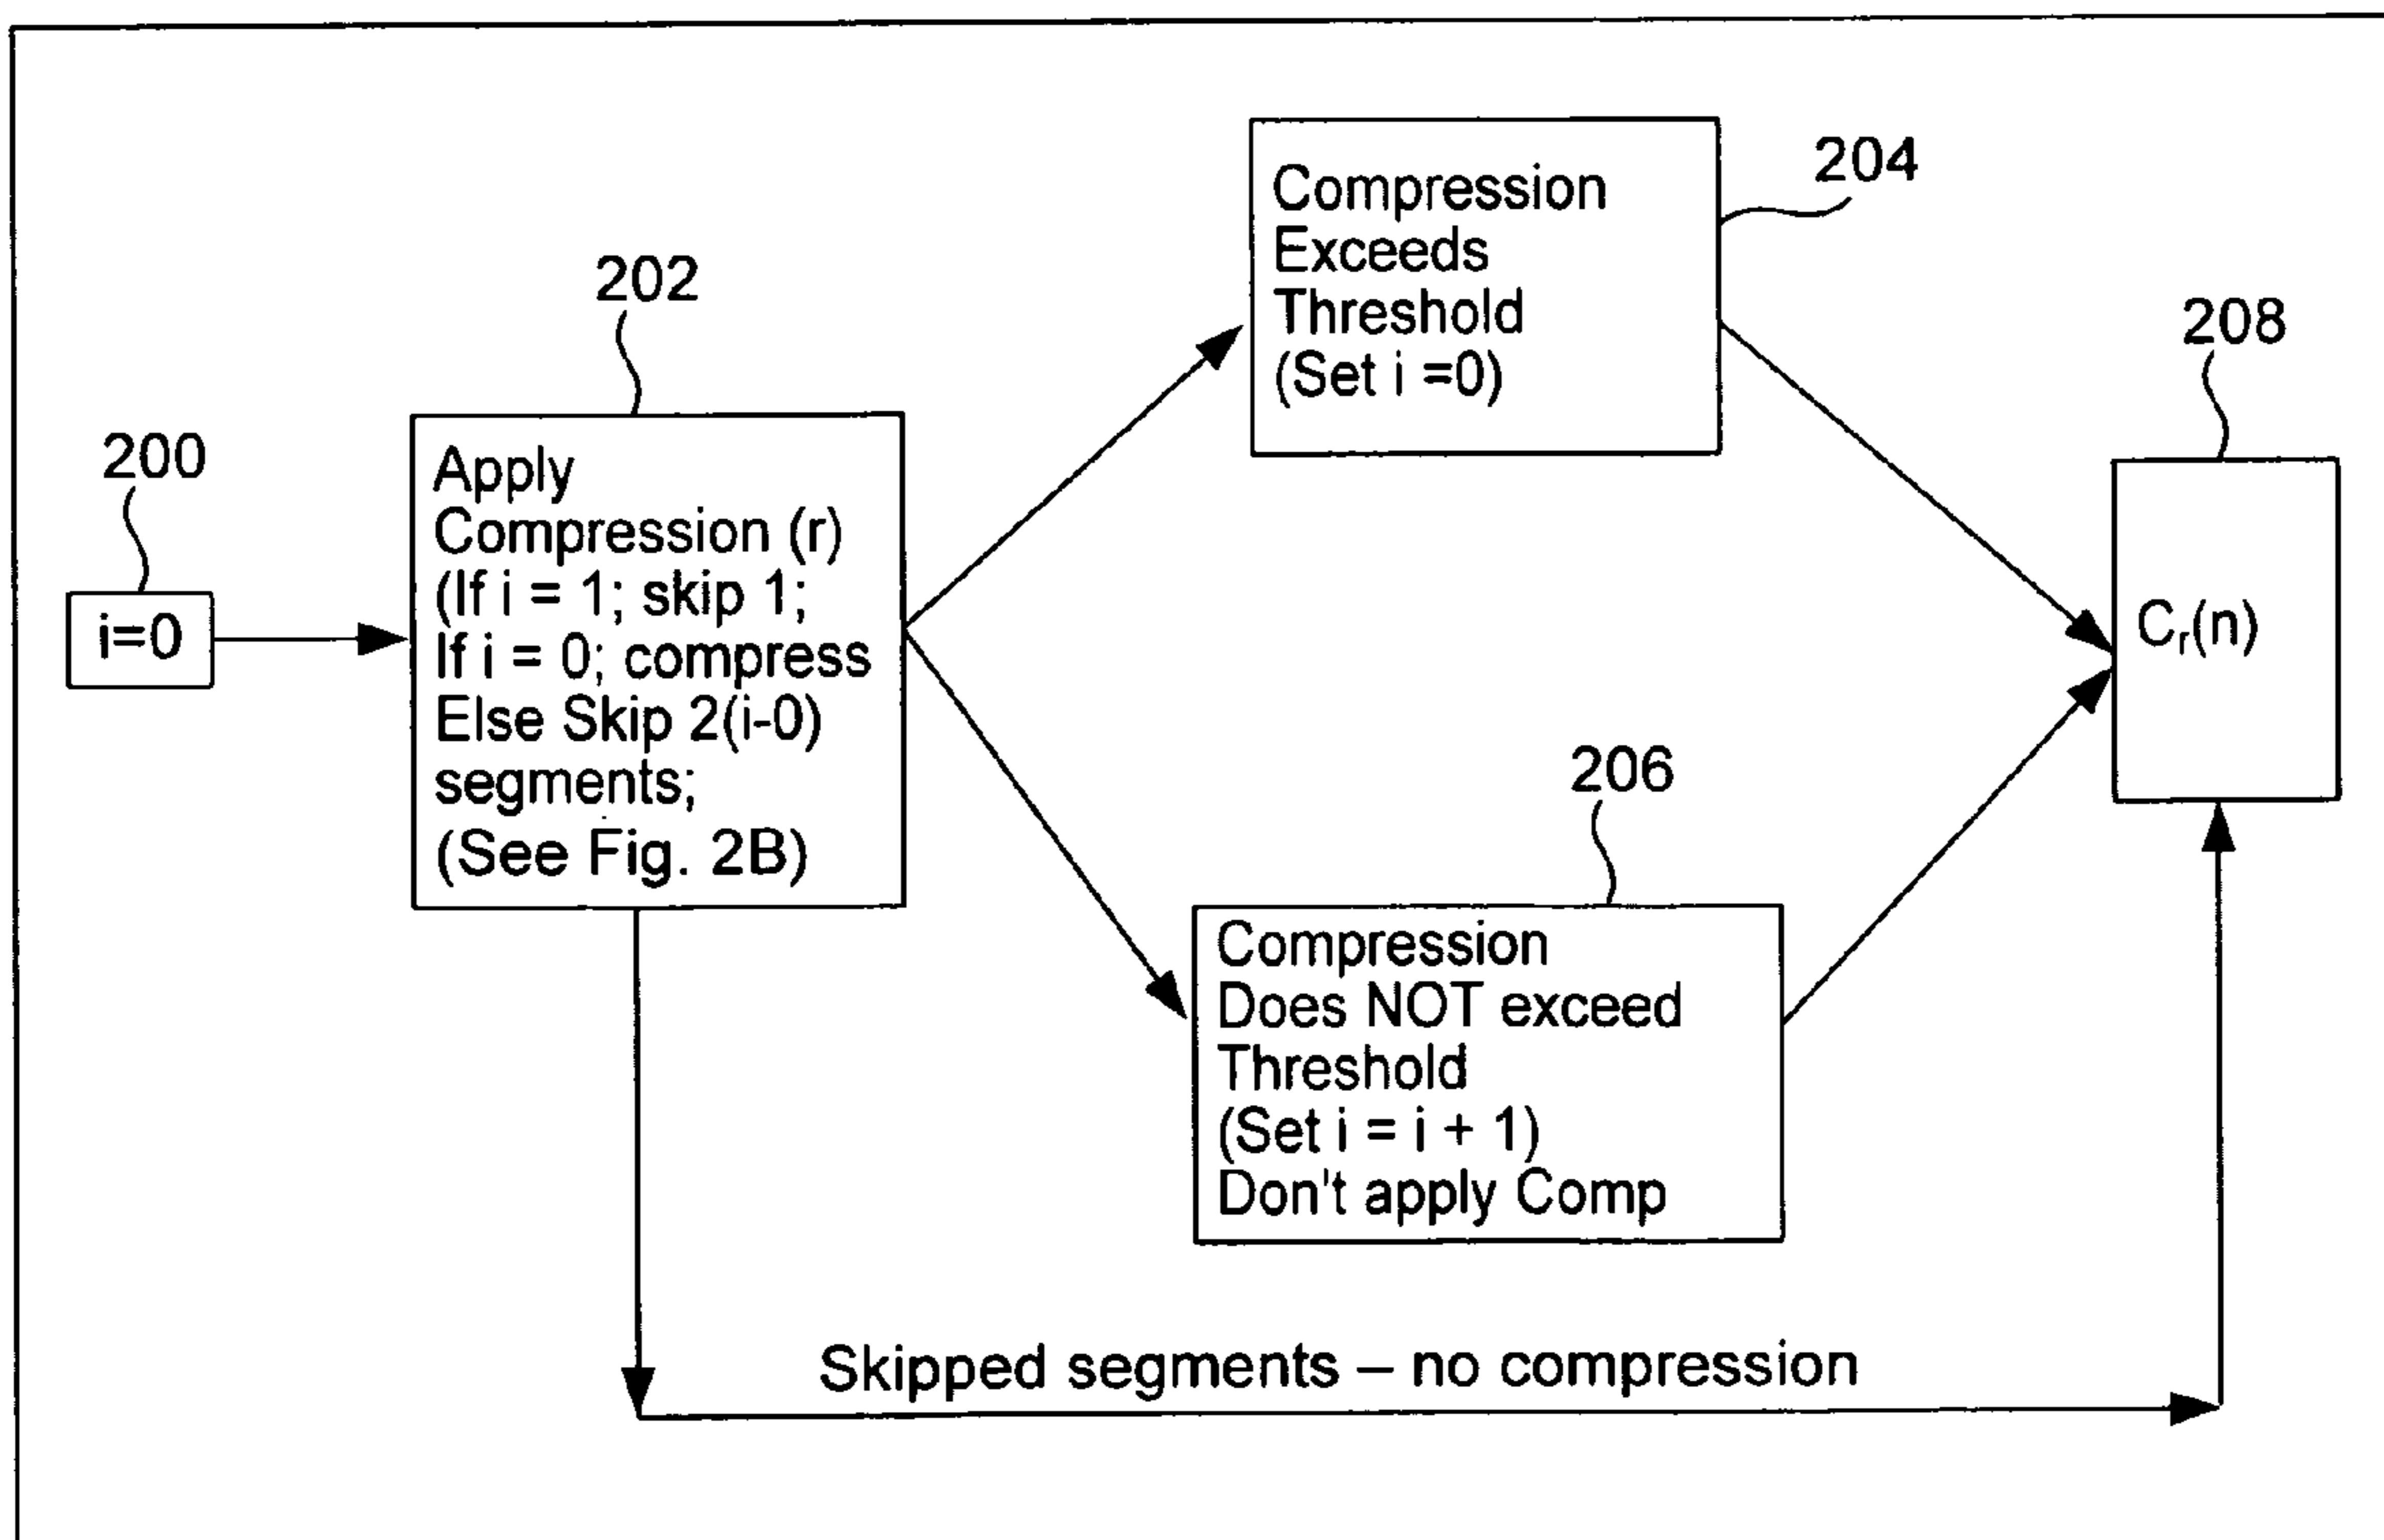 200
i=0
202
Apply
Compression (r)
(If i = 1; skip 1;
If i = 0; compress
Else Skip 2(i-0)
segments;
(See Fig. 2B)
204
Compression
Exceeds
Threshold
(Set i =0)
206
Compression
Does NOT exceed
Threshold
(Set i = i + 1)
Don't apply Comp
208
Cᵣ(n)
Skipped segments – no compression